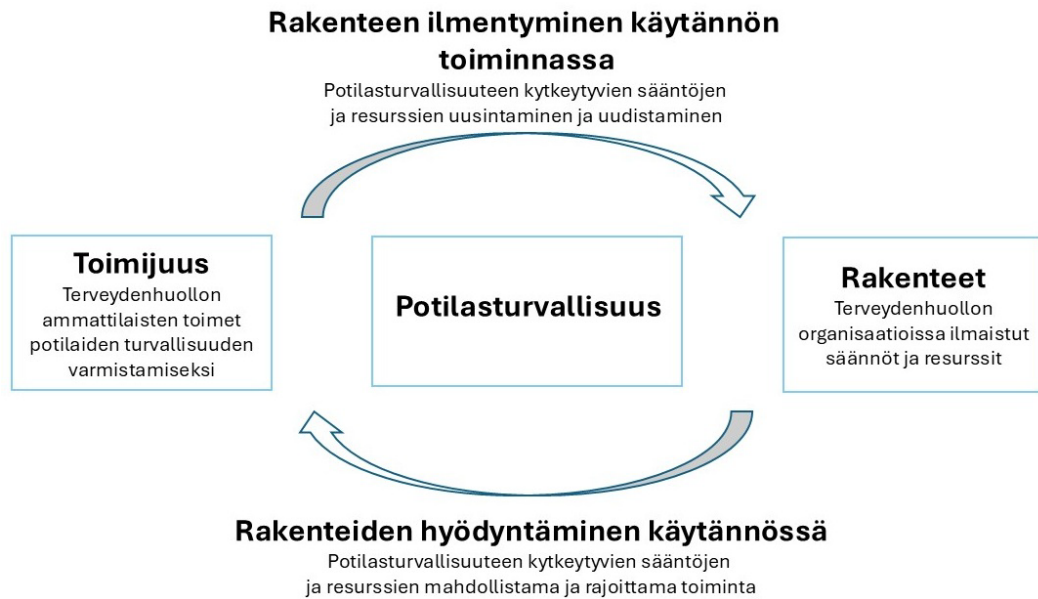 Rakenteen ilmentyminen käytännön
toiminnassa
Potilasturvallisuuteen kytkeytyvien sääntöjen
ja resurssien uusintaminen ja uudistaminen
Toimijuus
Terveydenhuollon
ammattilaisten toimet
potilaiden turvallisuuden
varmistamiseksi
Potilasturvallisuus
Rakenteet
Terveydenhuollon
organisaatioissa ilmaistut
säännöt ja resurssit
Rakenteiden hyödyntäminen käytännössä
Potilasturvallisuuteen kytkeytyvien sääntöjen
ja resurssien mahdollistama ja rajoittama toiminta